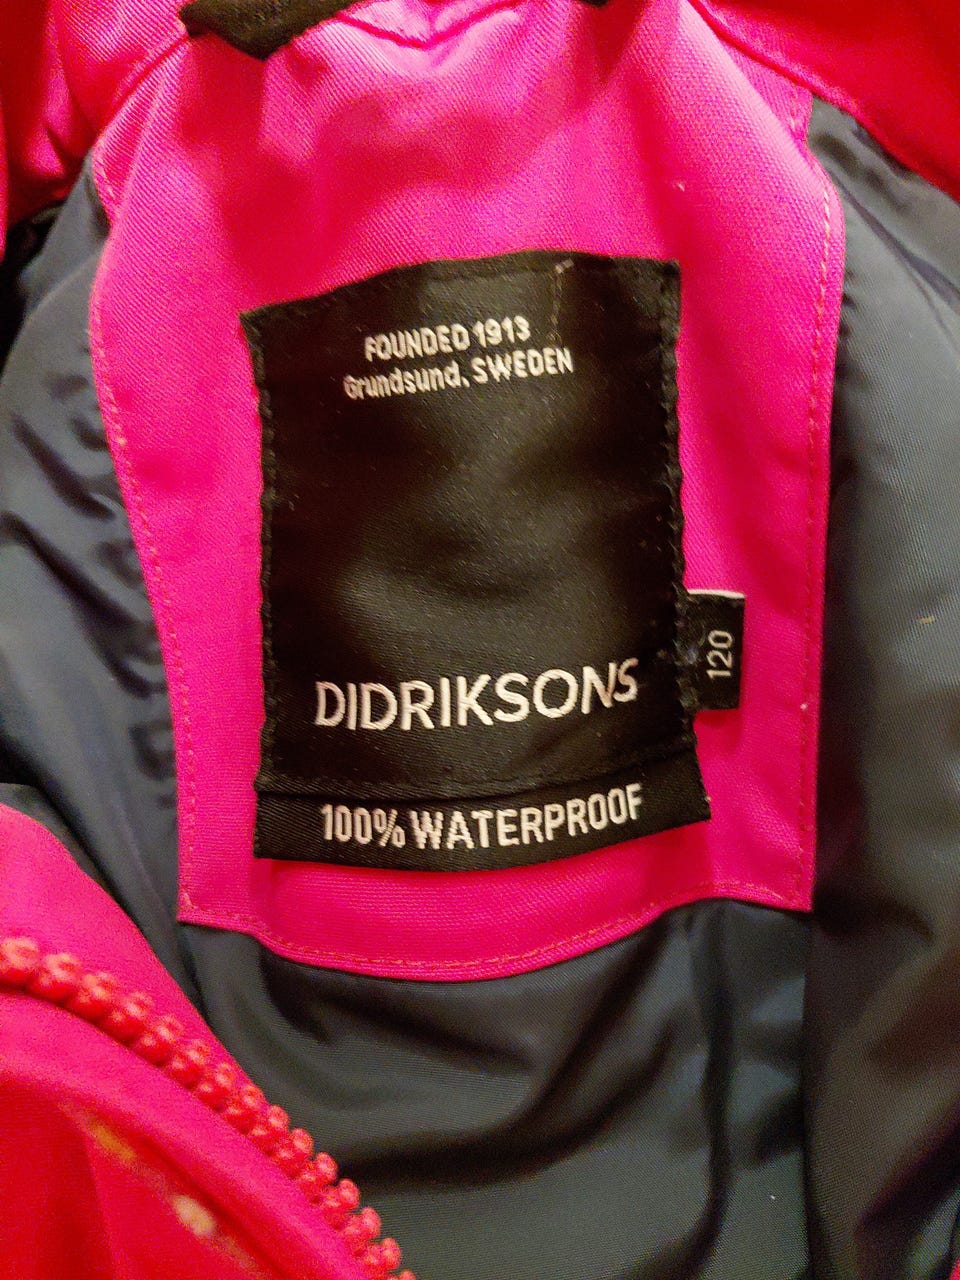 FOUNDED 1913
Grundsund, SWEDEN
DIDRIKSONS
120
100% WATERPROOF